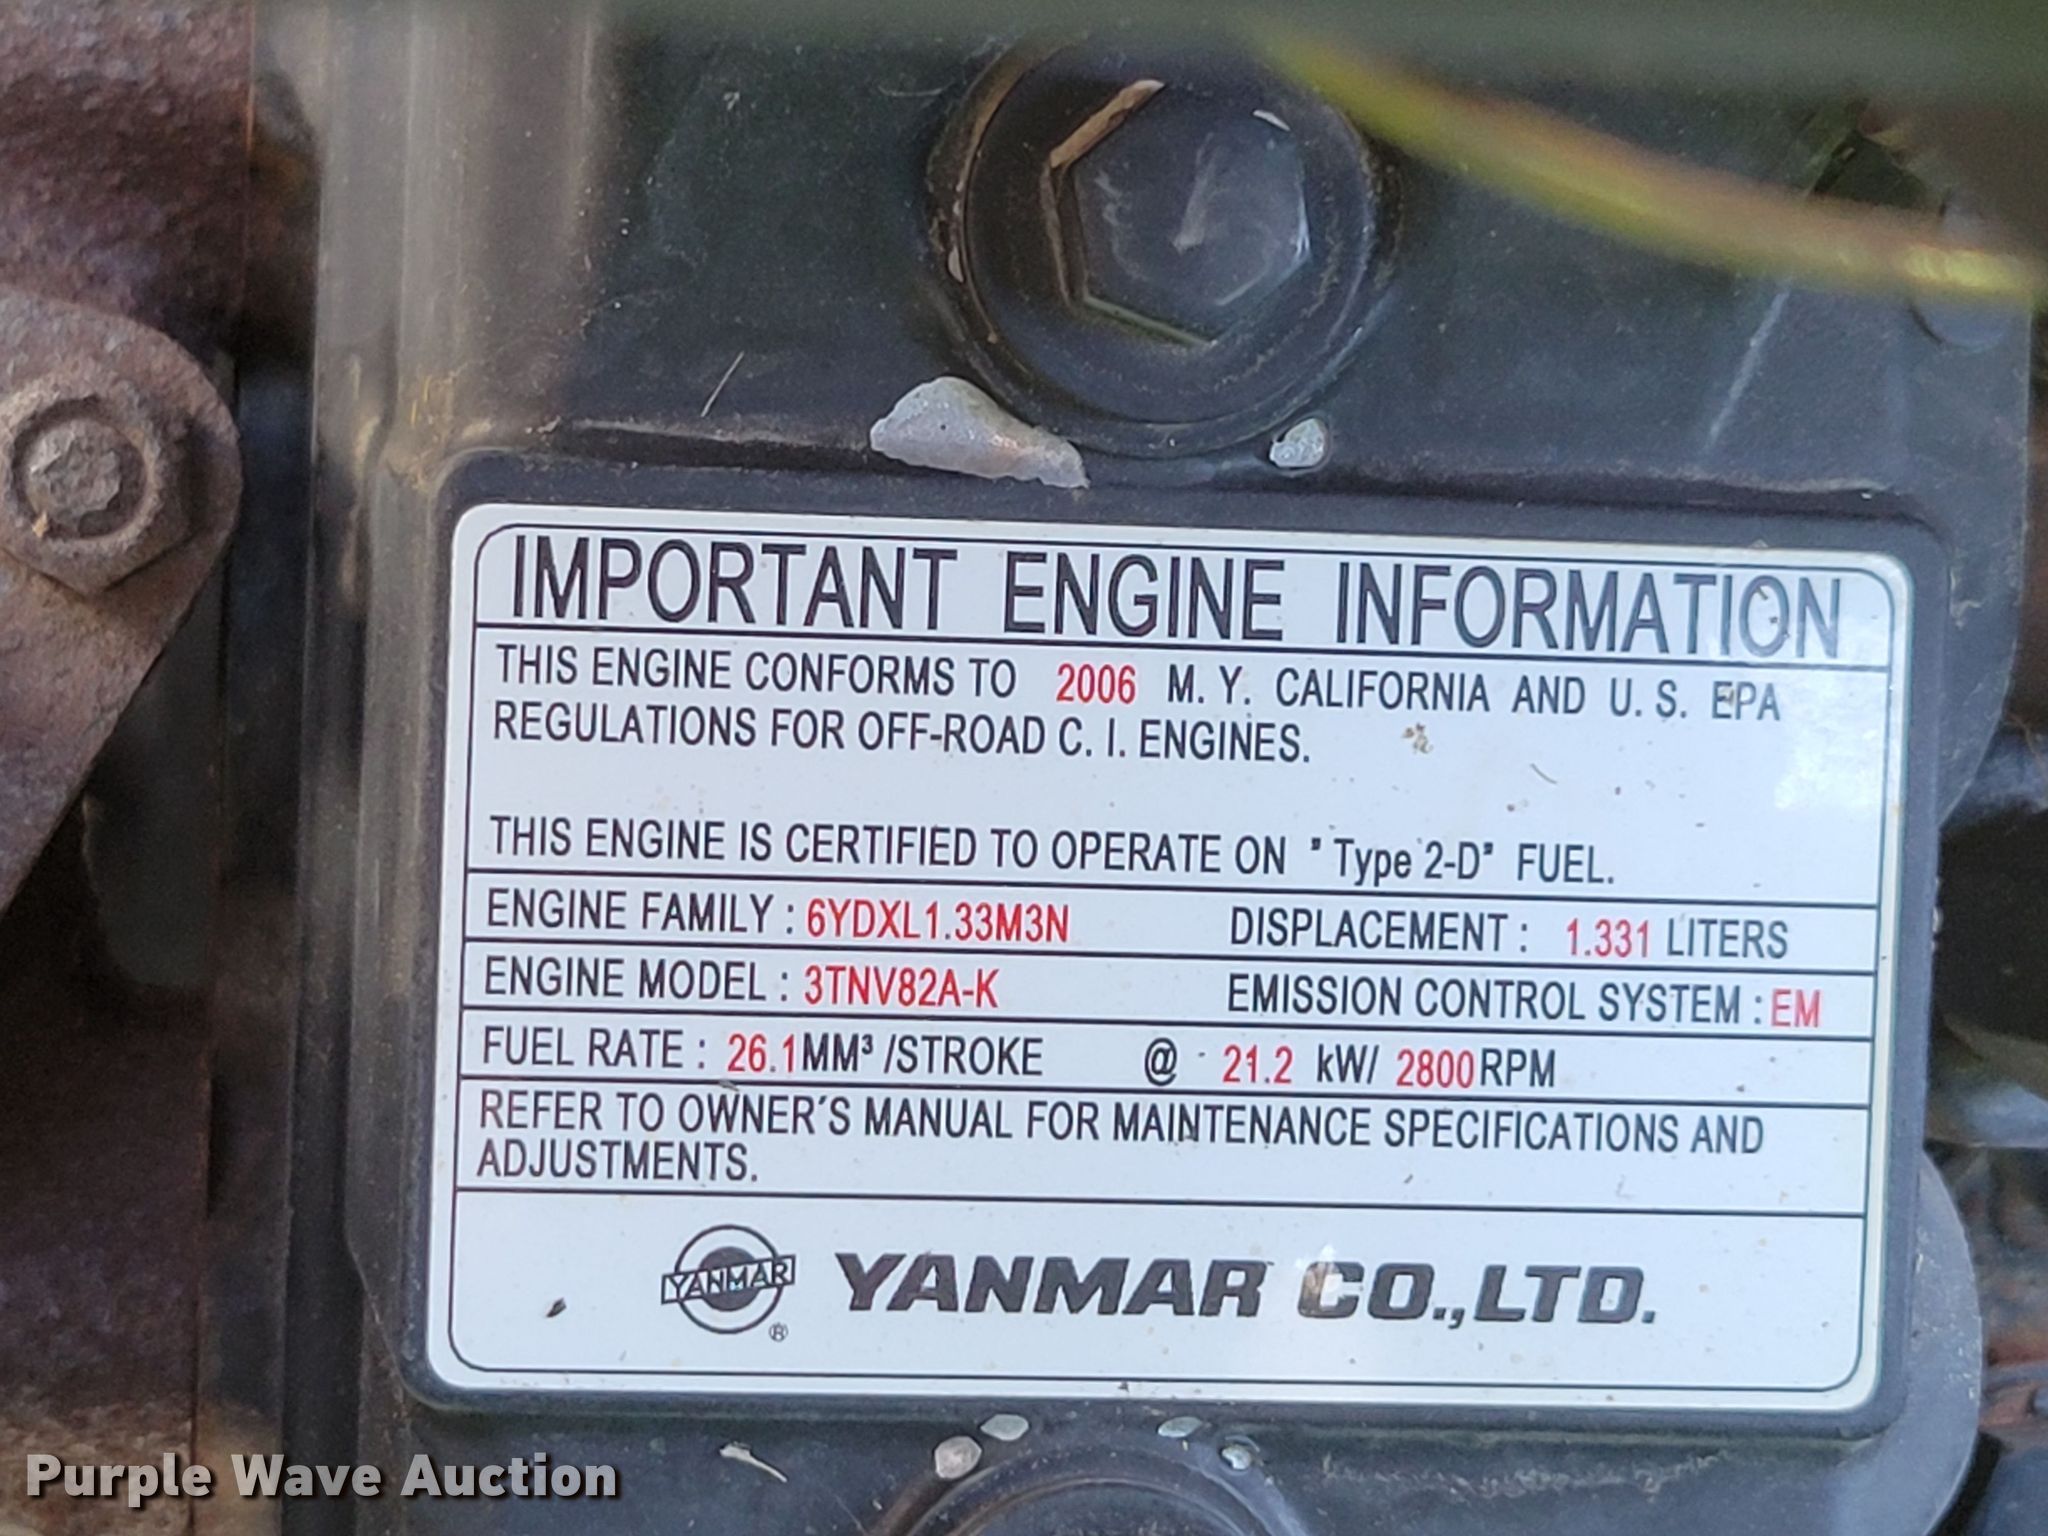 IMPORTANT ENGINE INFORMATION
THIS ENGINE CONFORMS TO 2006 M. Y. CALIFORNIA AND U. S. EPA
REGULATIONS FOR OFF-ROAD C. I. ENGINES.
THIS ENGINE IS CERTIFIED TO OPERATE ON "Type 2-D" FUEL.
ENGINE FAMILY : 6YDXL1.33M3N DISPLACEMENT : 1.331 LITERS
ENGINE MODEL : 3TNV82A-K EMISSION CONTROL SYSTEM : EM
FUEL RATE : 26.1MM³ /STROKE @ 21.2 kW/ 2800RPM
REFER TO OWNER´S MANUAL FOR MAINTENANCE SPECIFICATIONS AND
ADJUSTMENTS.
YANMAR ® YANMAR CO.,LTD.
Purple Wave Auction